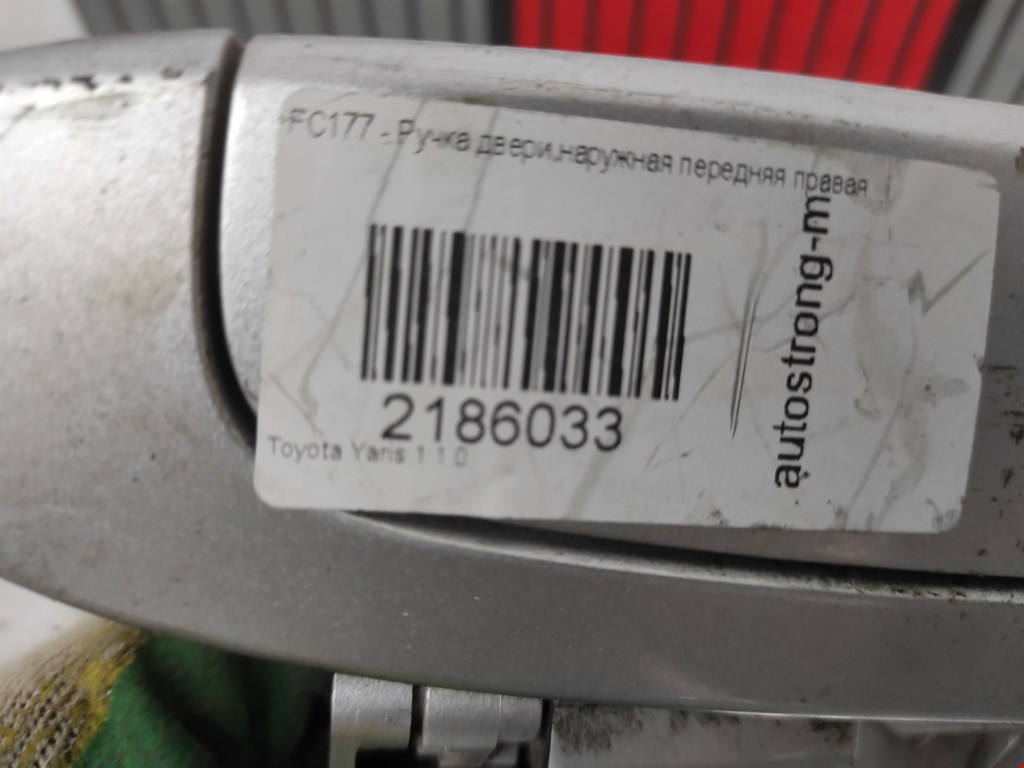 FC177 - Ручка двери наружная передняя правая
autostrong-m
2186033
Toyota Yaris 1 1.0